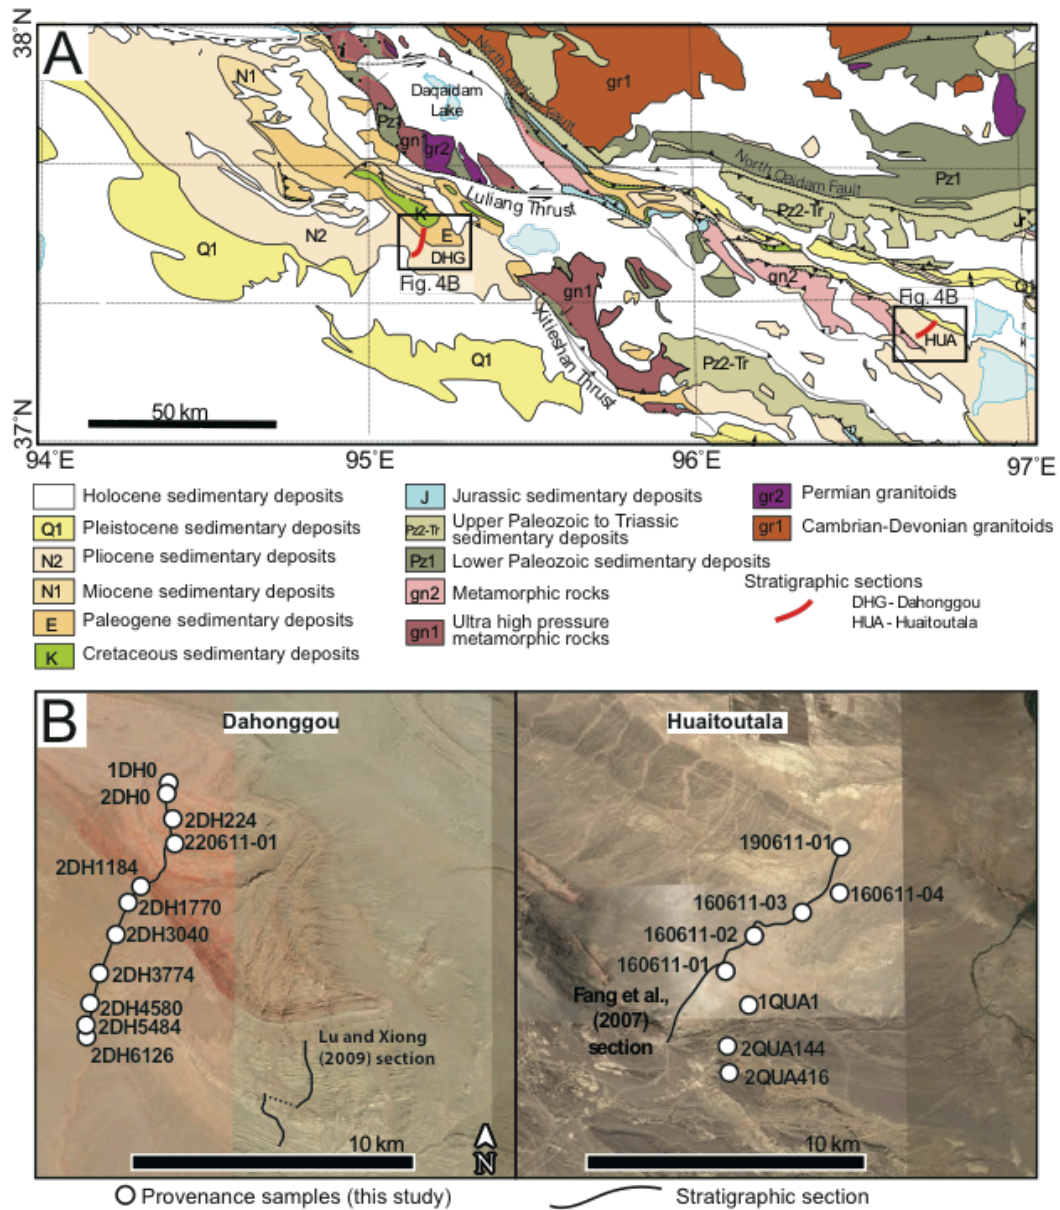 38°N
A
N1
North Qaidam Fault
gr1
Daqaidam
Lake
Pz1
gn
gr2
North Qaidam Fault
Pz1
Luliang Thrust
Pz2-Tr
K
Q1
N2
E
DHG
Fig. 4B
gn2
gn1
Fig. 4B
HUA
Xitieshan Thrust
Q1
Pz2-Tr
50 km
37°N
94°E
95°E
96°E
97°E
Holocene sedimentary deposits
Q1 Pleistocene sedimentary deposits
N2 Pliocene sedimentary deposits
N1 Miocene sedimentary deposits
E Paleogene sedimentary deposits
K Cretaceous sedimentary deposits
J Jurassic sedimentary deposits
Pz2-Tr Upper Paleozoic to Triassic
sedimentary deposits
Pz1 Lower Paleozoic sedimentary deposits
gn2 Metamorphic rocks
gn1 Ultra high pressure
metamorphic rocks
gr2 Permian granitoids
gr1 Cambrian-Devonian granitoids
Stratigraphic sections
DHG - Dahonggou
HUA - Huaitoutala
B
Dahonggou
1DH0
2DH0
2DH224
220611-01
2DH1184
2DH1770
2DH3040
2DH3774
2DH4580
2DH5484
2DH6126
Lu and Xiong
(2009) section
10 km
N
Huaitoutala
190611-01
160611-04
160611-03
160611-02
160611-01
Fang et al.,
(2007)
section
1QUA1
2QUA144
2QUA416
10 km
Provenance samples (this study)
Stratigraphic section